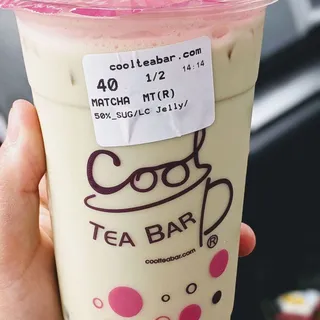 coolteabar.com
40 1/2 14:14
MATCHA MT(R)
50%_SUG/LC Jelly/
Cool
TEA BAR ®
coolteabar.com